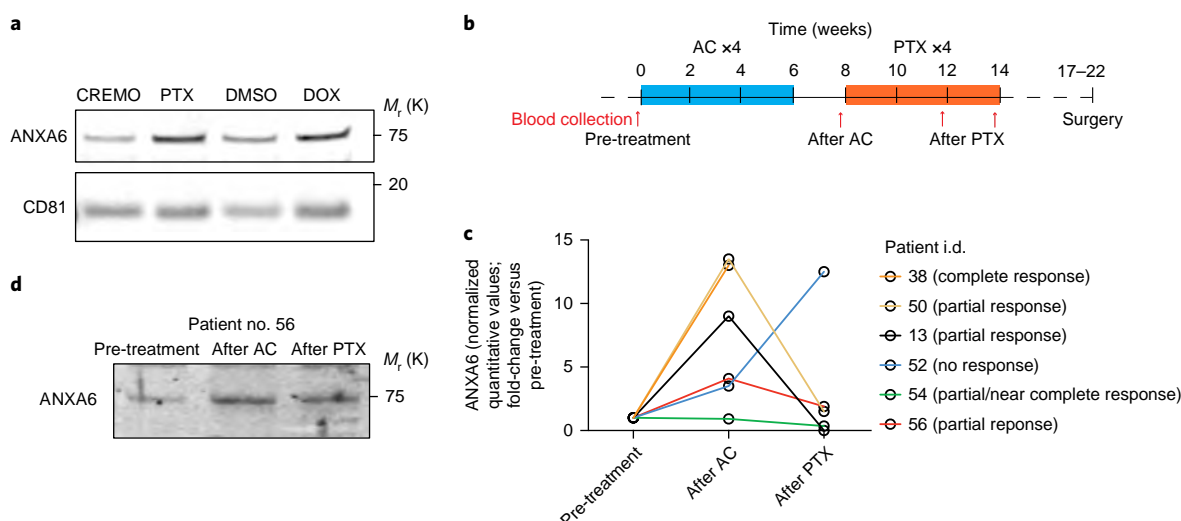 a
CREMO PTX DMSO DOX
Mr (K)
ANXA6
75
20
CD81
b
Time (weeks)
AC ×4 PTX ×4
0 2 4 6 8 10 12 14 17–22
Blood collection
Pre-treatment After AC After PTX Surgery
c
ANXA6 (normalized
quantitative values;
fold-change versus
pre-treatment)
15
10
5
0
Pre-treatment
After AC
After PTX
Patient i.d.
38 (complete response)
50 (partial response)
13 (partial response)
52 (no response)
54 (partial/near complete response)
56 (partial reponse)
d
Patient no. 56
Pre-treatment After AC After PTX
Mr (K)
ANXA6
75